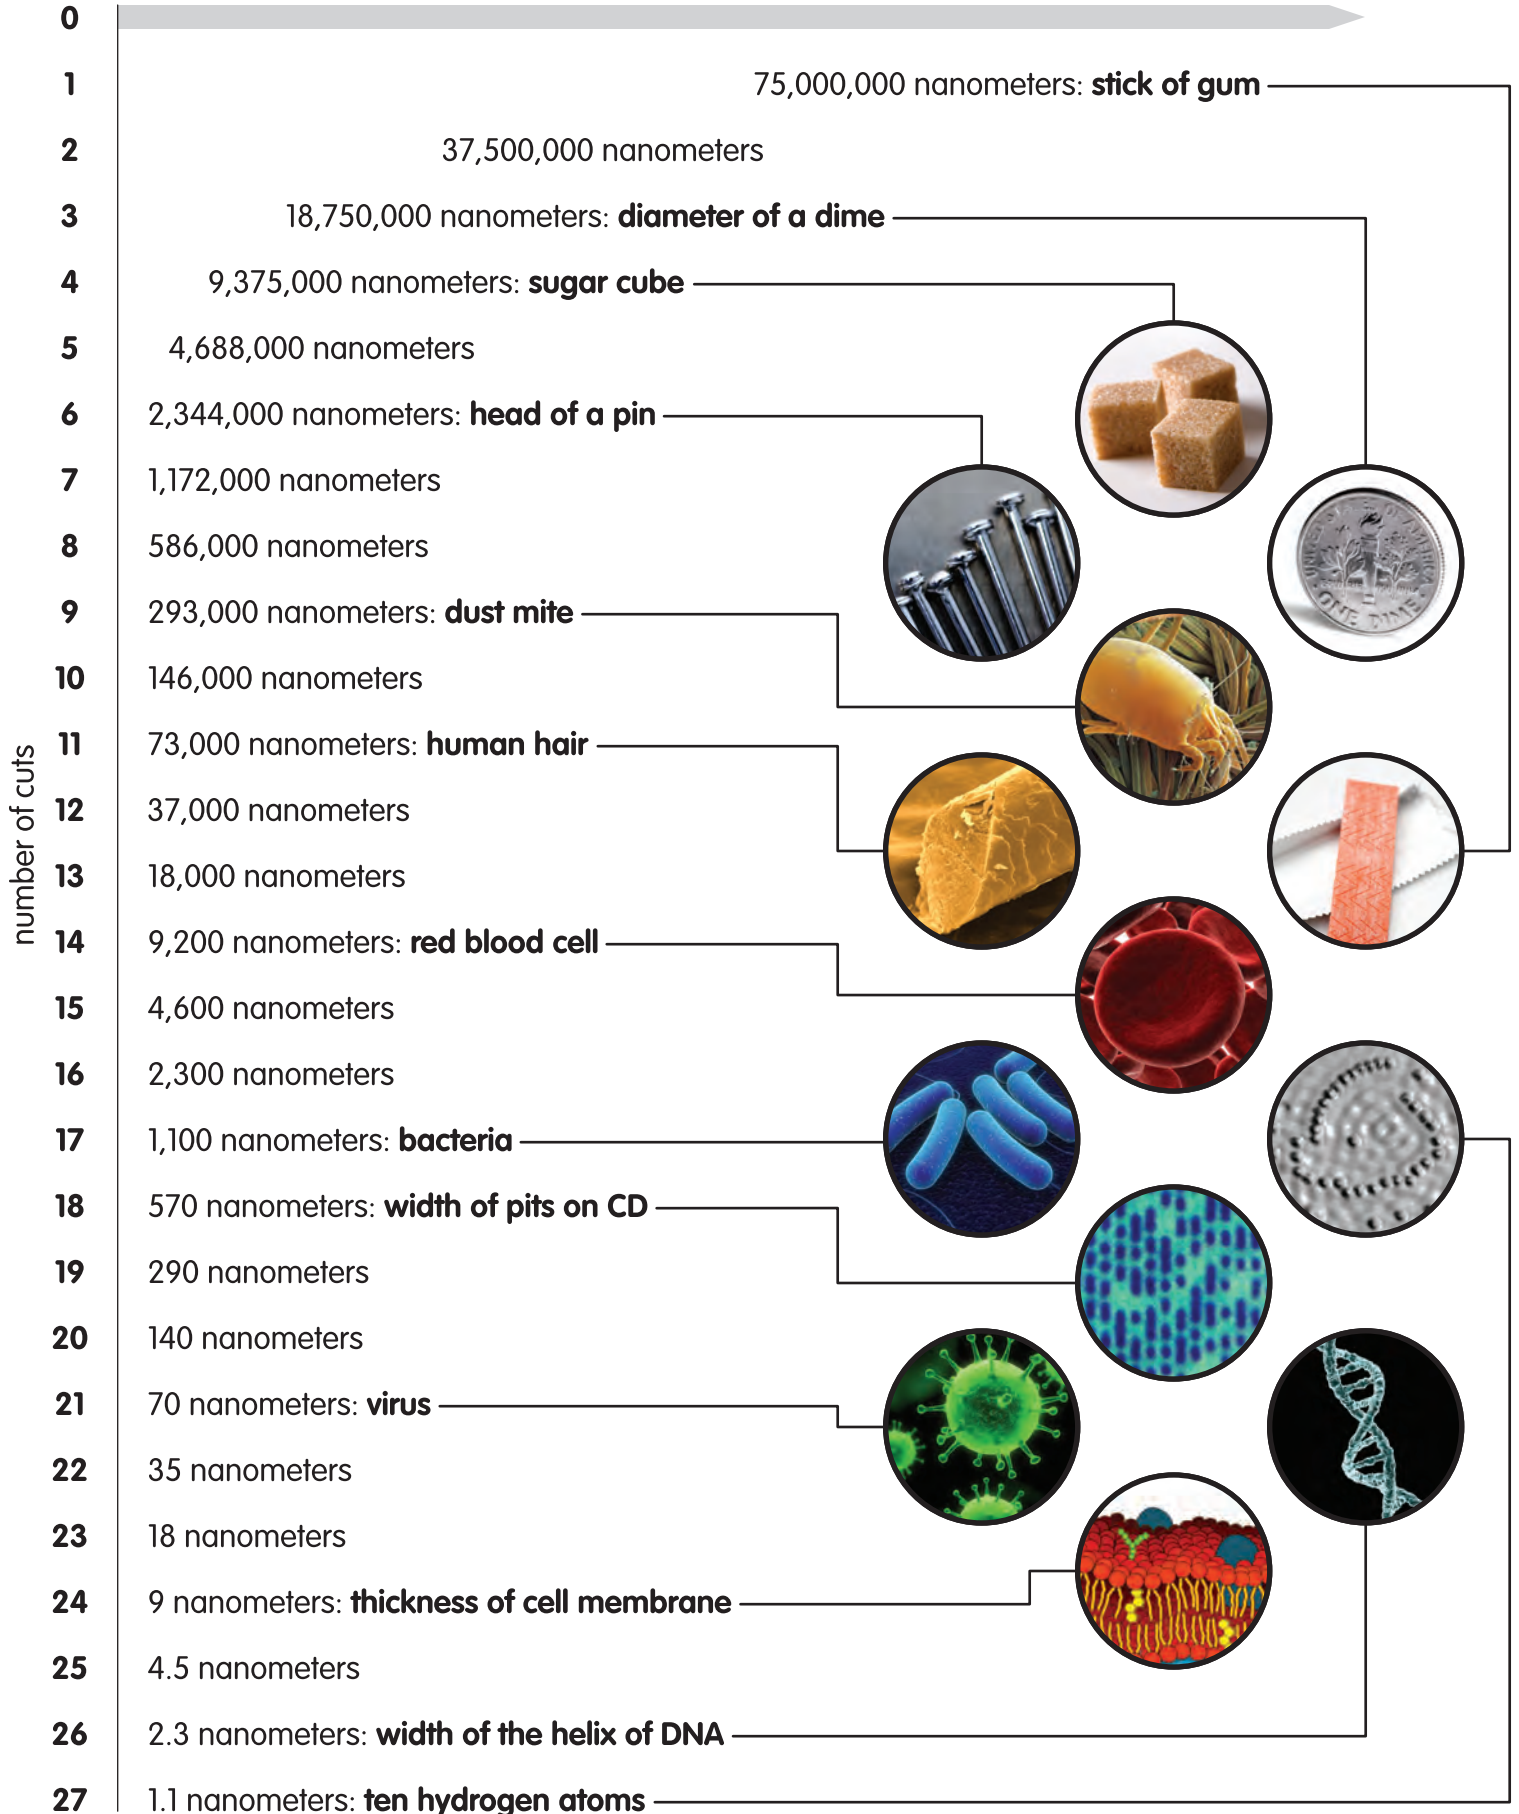 0
1 75,000,000 nanometers: stick of gum
2 37,500,000 nanometers
3 18,750,000 nanometers: diameter of a dime
4 9,375,000 nanometers: sugar cube
5 4,688,000 nanometers
6 2,344,000 nanometers: head of a pin
7 1,172,000 nanometers
8 586,000 nanometers
9 293,000 nanometers: dust mite
10 146,000 nanometers
11 73,000 nanometers: human hair
12 37,000 nanometers
13 18,000 nanometers
14 9,200 nanometers: red blood cell
15 4,600 nanometers
16 2,300 nanometers
17 1,100 nanometers: bacteria
18 570 nanometers: width of pits on CD
19 290 nanometers
20 140 nanometers
21 70 nanometers: virus
22 35 nanometers
23 18 nanometers
24 9 nanometers: thickness of cell membrane
25 4.5 nanometers
26 2.3 nanometers: width of the helix of DNA
27 1.1 nanometers: ten hydrogen atoms
number of cuts
ONE DIME